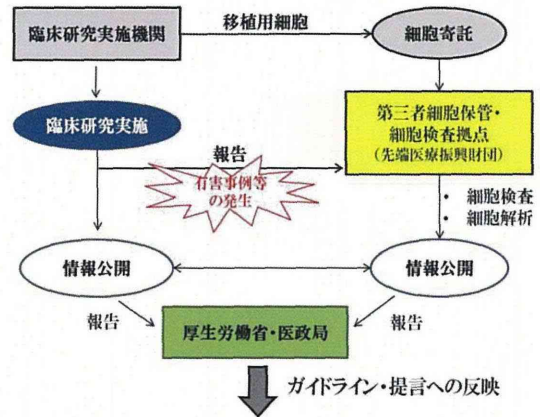 臨床研究実施機関
移植用細胞
細胞寄託
臨床研究実施
第三者細胞保管・
細胞検査拠点
(先端医療振興財団)
報告
有害事例等
の発生
・ 細胞検査
・ 細胞解析
情報公開
情報公開
報告
報告
厚生労働省・医政局
ガイドライン・提言への反映